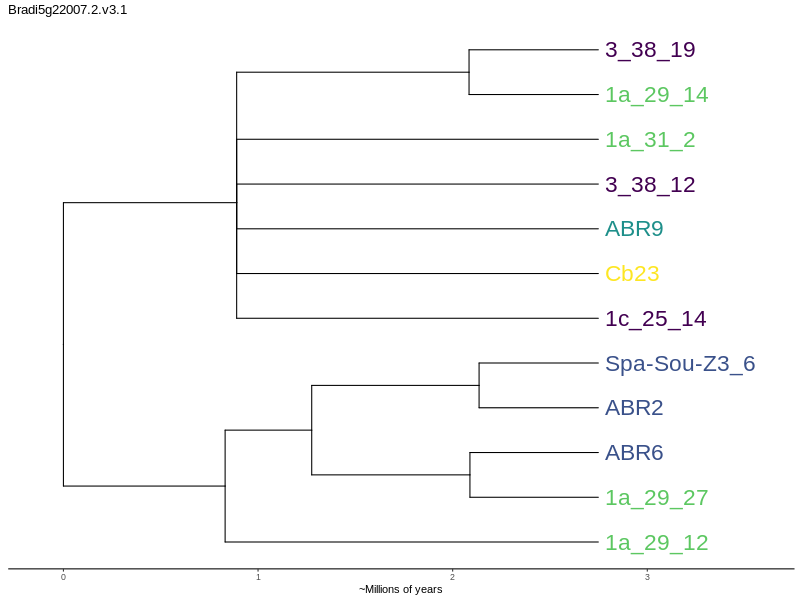 Bradi5g22007.2.v3.1
3_38_19
1a_29_14
1a_31_2
3_38_12
ABR9
Cb23
1c_25_14
Spa-Sou-Z3_6
ABR2
ABR6
1a_29_27
1a_29_12
0 1 2 3
~Millions of years